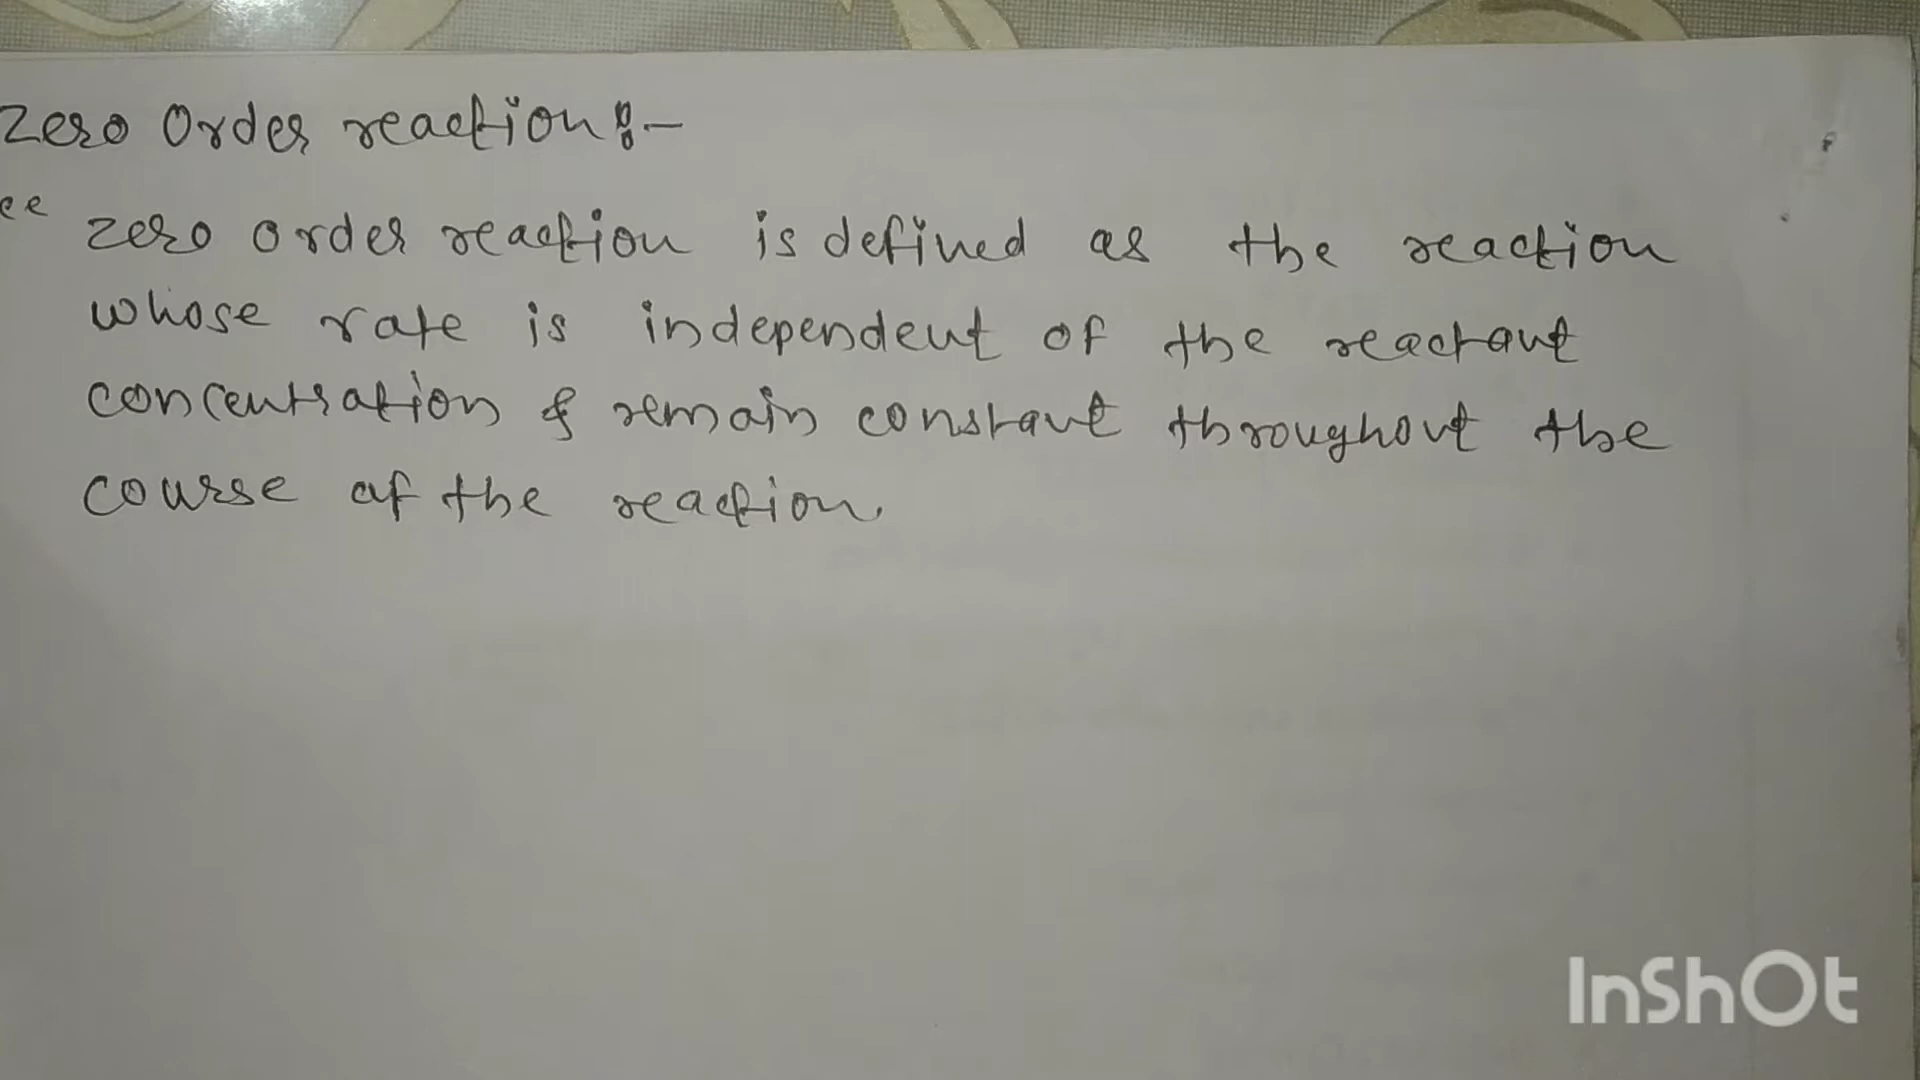 Zero Order reaction :-
" zero order reaction is defined as the reaction
whose rate is independent of the reactant
concentration & remain constant throughout the
course of the reaction.
InShOt